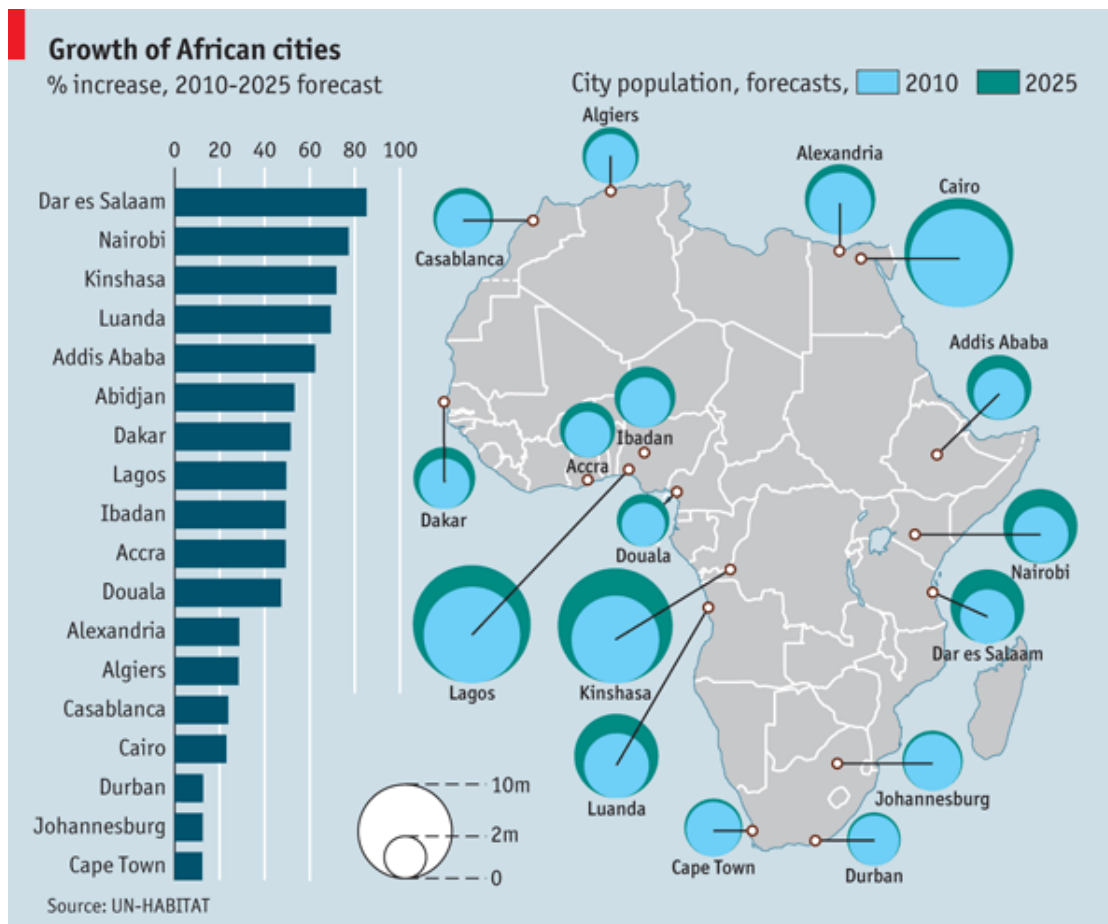 Growth of African cities
% increase, 2010-2025 forecast
0 20 40 60 80 100
Dar es Salaam
Nairobi
Kinshasa
Luanda
Addis Ababa
Abidjan
Dakar
Lagos
Ibadan
Accra
Douala
Alexandria
Algiers
Casablanca
Cairo
Durban
Johannesburg
Cape Town
Source: UN-HABITAT
City population, forecasts, 2010 2025
Algiers
Alexandria
Cairo
Casablanca
Addis Ababa
Ibadan
Accra
Dakar
Douala
Nairobi
Dar es Salaam
Lagos
Kinshasa
Luanda
Johannesburg
Cape Town
Durban
10m
2m
0